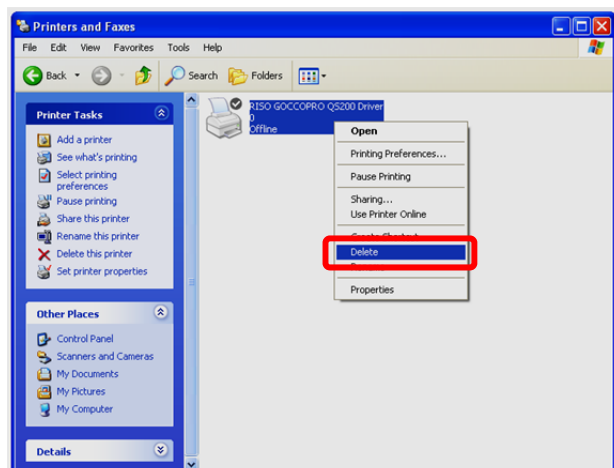 Printers and Faxes
File Edit View Favorites Tools Help
Back Search Folders
Printer Tasks
Add a printer
See what's printing
Select printing
preferences
Pause printing
Share this printer
Rename this printer
Delete this printer
Set printer properties
Other Places
Control Panel
Scanners and Cameras
My Documents
My Pictures
My Computer
Details
RISO GOCCOPRO QS200 Driver
0
Offline
Open
Printing Preferences...
Pause Printing
Sharing...
Use Printer Online
Create Shortcut
Delete
Properties